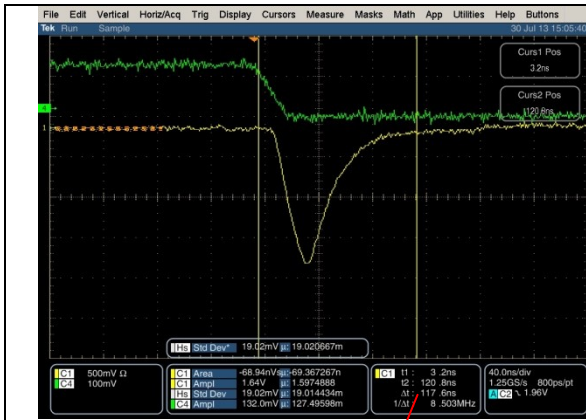 File Edit Vertical Horiz/Acq Trig Display Cursors Measure Masks Math App Utilities Help Buttons
Tek Run Sample 30 Jul 13 15:05:40
Curs1 Pos
3.2ns
Curs2 Pos
120.8ns
4
1
Hs Std Dev* 19.02mV µ: 19.020667m
C1 500mV Ω
C4 100mV
C1 Area -68.94nVs µ: -69.367267n
C1 Ampl 1.64V µ: 1.5974888
Hs Std Dev 19.02mV µ: 19.014434m
C4 Ampl 132.0mV µ: 127.49598m
C1 t1: 3.2ns
t2: 120.8ns
Δt: 117.6ns
1/Δt: 8.503MHz
40.0ns/div
1.25GS/s 800ps/pt
A C2 1.96V